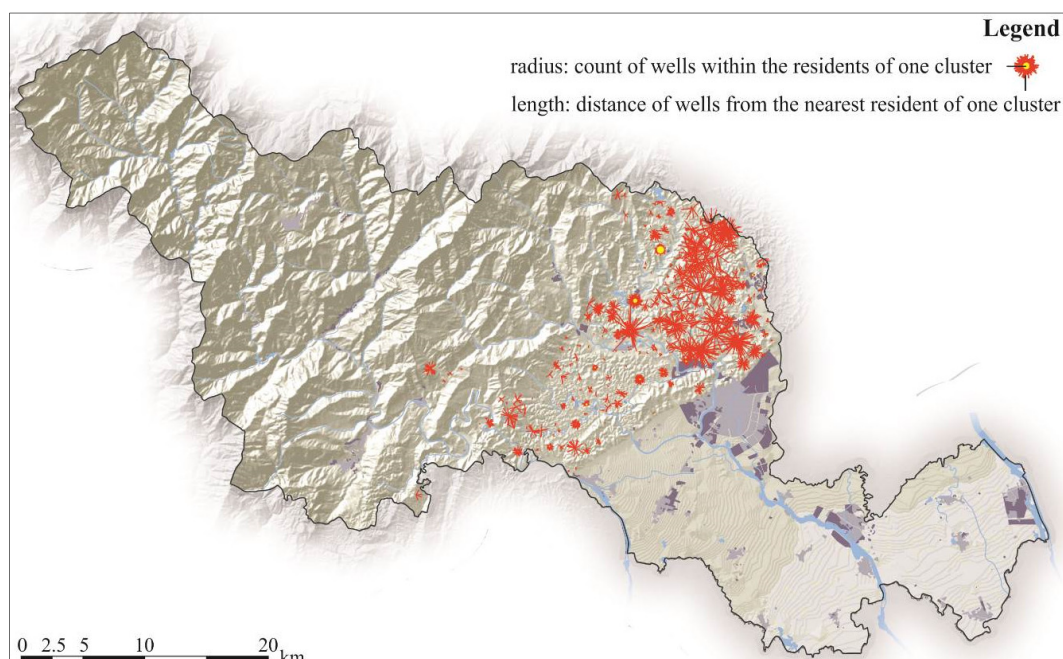 Legend
radius: count of wells within the residents of one cluster
length: distance of wells from the nearest resident of one cluster
0 2.5 5 10 20
km